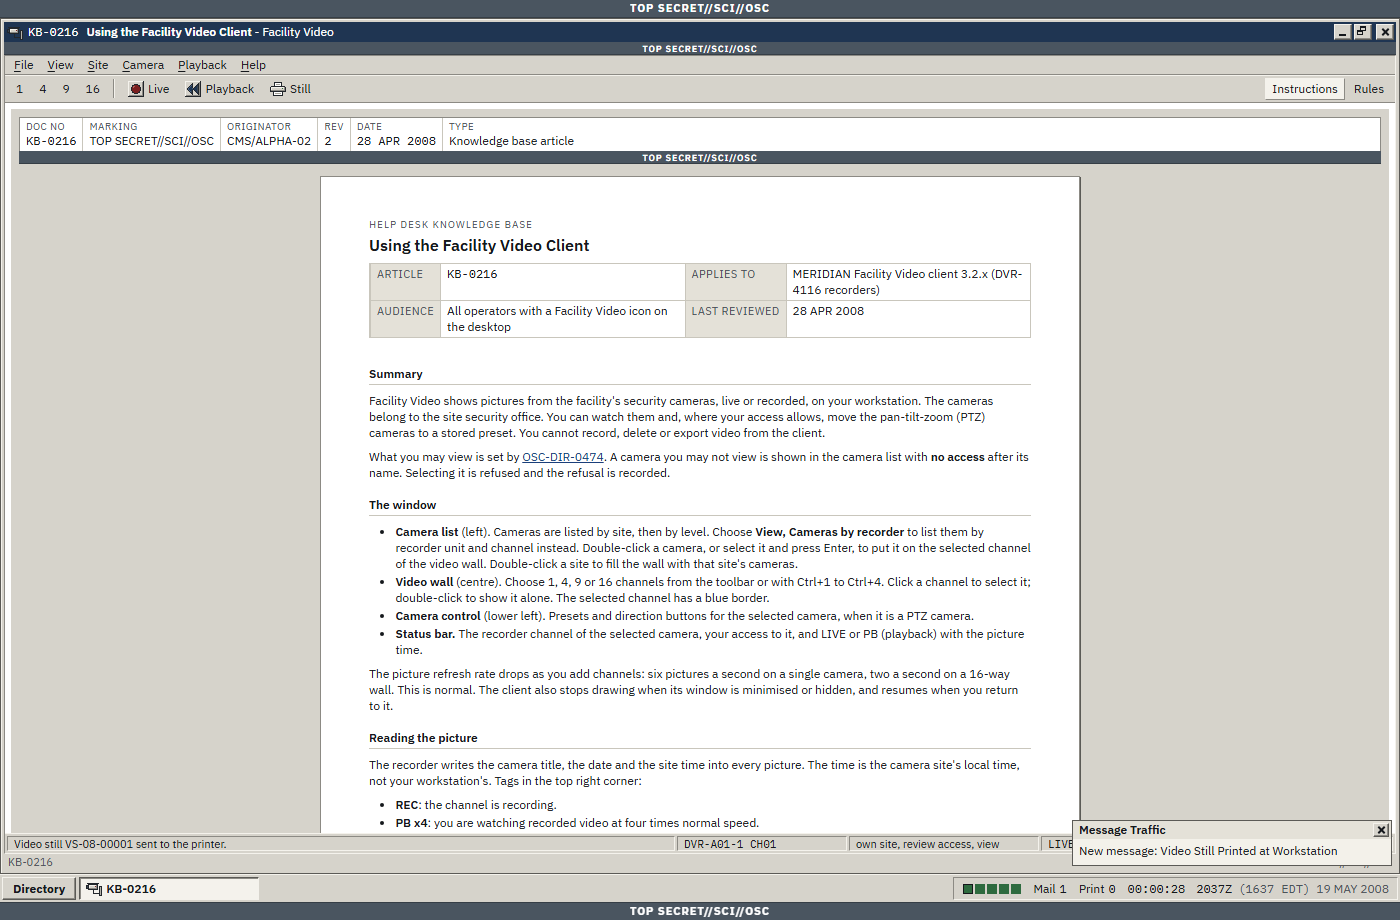 TOP SECRET//SCI//OSC
KB-0216 Using the Facility Video Client - Facility Video
TOP SECRET//SCI//OSC
File View Site Camera Playback Help
1 4 9 16 Live Playback Still Instructions Rules
DOC NO MARKING ORIGINATOR REV DATE TYPE
KB-0216 TOP SECRET//SCI//OSC CMS/ALPHA-02 2 28 APR 2008 Knowledge base article
TOP SECRET//SCI//OSC
HELP DESK KNOWLEDGE BASE
Using the Facility Video Client
ARTICLE KB-0216 APPLIES TO MERIDIAN Facility Video client 3.2.x (DVR-
4116 recorders)
AUDIENCE All operators with a Facility Video icon on LAST REVIEWED 28 APR 2008
the desktop
Summary
Facility Video shows pictures from the facility's security cameras, live or recorded, on your workstation. The cameras
belong to the site security office. You can watch them and, where your access allows, move the pan-tilt-zoom (PTZ)
cameras to a stored preset. You cannot record, delete or export video from the client.
What you may view is set by OSC-DIR-0474. A camera you may not view is shown in the camera list with no access after its
name. Selecting it is refused and the refusal is recorded.
The window
• Camera list (left). Cameras are listed by site, then by level. Choose View, Cameras by recorder to list them by
recorder unit and channel instead. Double-click a camera, or select it and press Enter, to put it on the selected channel
of the video wall. Double-click a site to fill the wall with that site's cameras.
• Video wall (centre). Choose 1, 4, 9 or 16 channels from the toolbar or with Ctrl+1 to Ctrl+4. Click a channel to select it;
double-click to show it alone. The selected channel has a blue border.
• Camera control (lower left). Presets and direction buttons for the selected camera, when it is a PTZ camera.
• Status bar. The recorder channel of the selected camera, your access to it, and LIVE or PB (playback) with the picture
time.
The picture refresh rate drops as you add channels: six pictures a second on a single camera, two a second on a 16-way
wall. This is normal. The client also stops drawing when its window is minimised or hidden, and resumes when you return
to it.
Reading the picture
The recorder writes the camera title, the date and the site time into every picture. The time is the camera site's local time,
not your workstation's. Tags in the top right corner:
• REC: the channel is recording.
• PB x4: you are watching recorded video at four times normal speed.
Message Traffic
New message: Video Still Printed at Workstation
Video still VS-08-00001 sent to the printer. DVR-A01-1 CH01 own site, review access, view LIVE
KB-0216
Directory KB-0216 Mail 1 Print 0 00:00:28 2037Z (1637 EDT) 19 MAY 2008
TOP SECRET//SCI//OSC